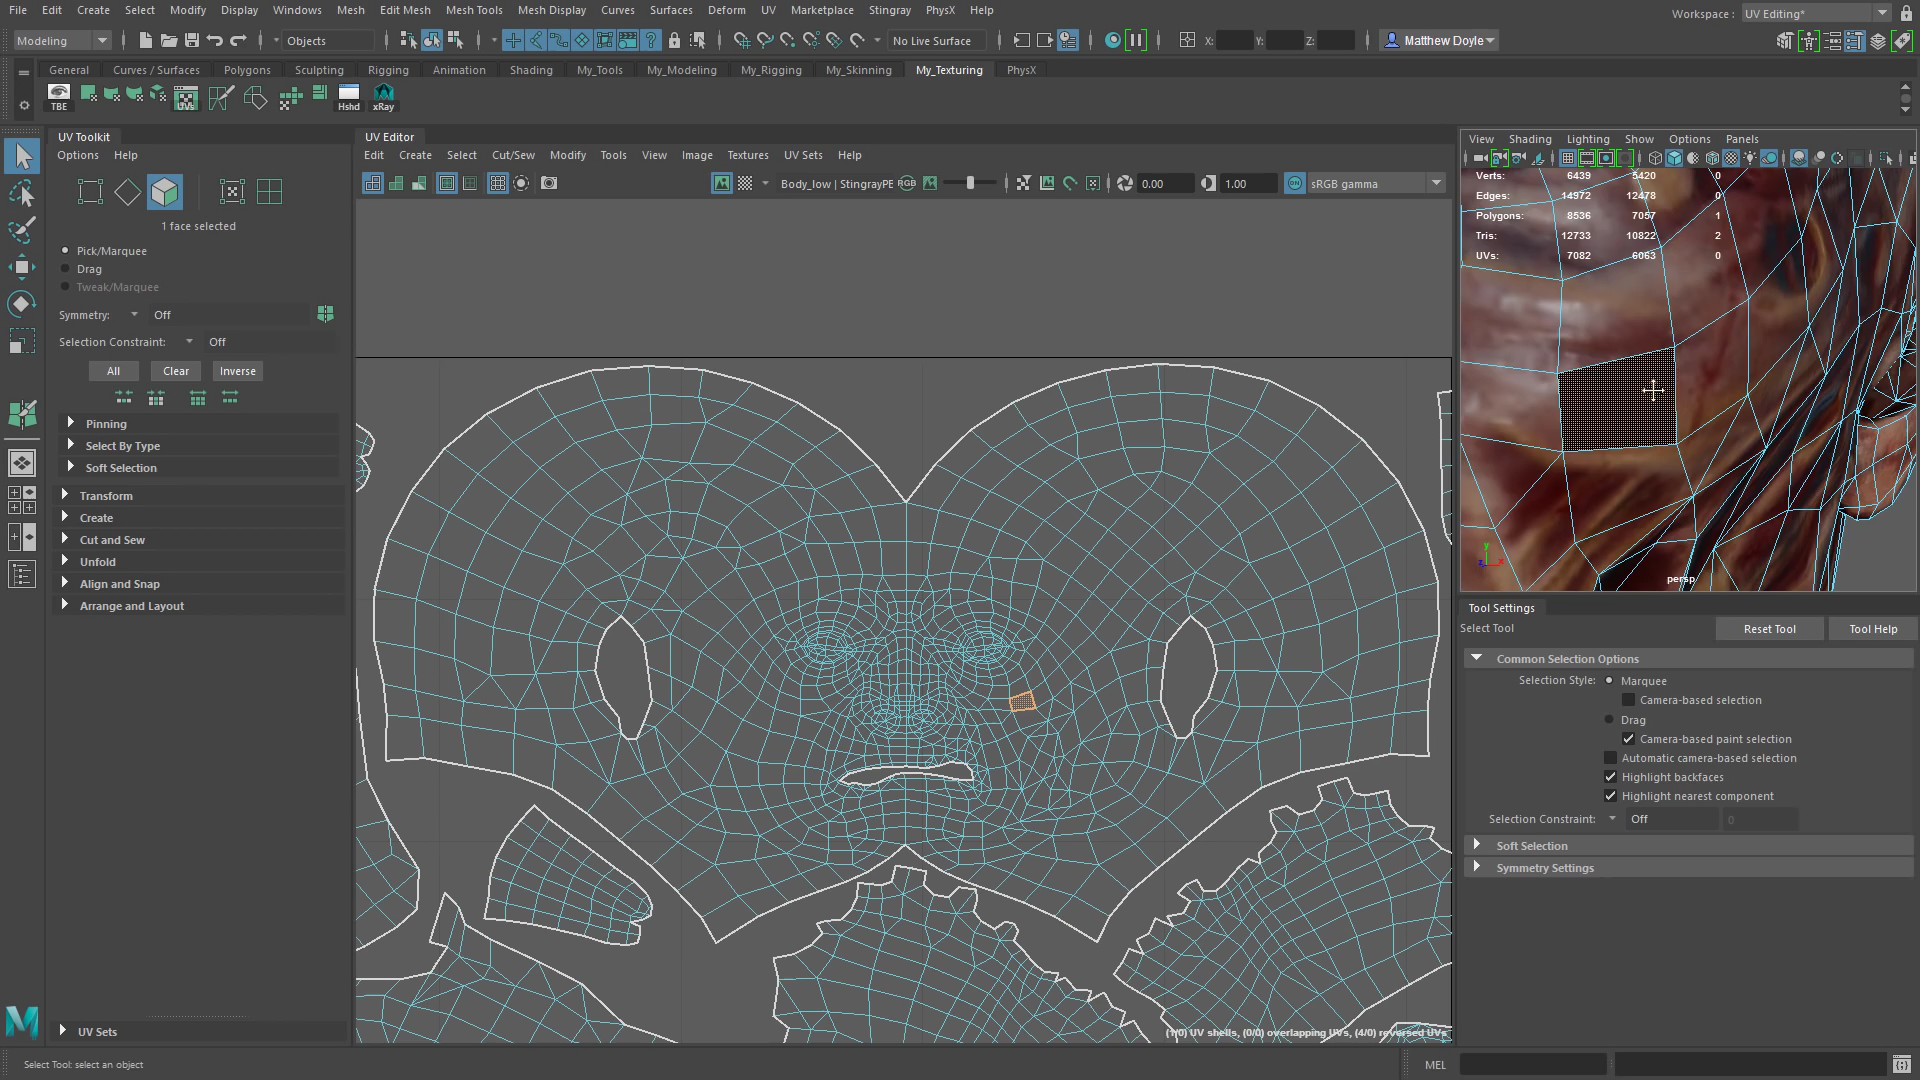 File Edit Create Select Modify Display Windows Mesh Edit Mesh Mesh Tools Mesh Display Curves Surfaces Deform UV Marketplace Stingray PhysX Help
Workspace : UV Editing*
Modeling Objects No Live Surface X: Y: Z: Matthew Doyle
General Curves / Surfaces Polygons Sculpting Rigging Animation Shading My_Tools My_Modeling My_Rigging My_Skinning My_Texturing PhysX
TBE UVs Hshd xRay
UV Toolkit
Options Help
1 face selected
Pick/Marquee
Drag
Tweak/Marquee
Symmetry: Off
Selection Constraint: Off
All Clear Inverse
Pinning
Select By Type
Soft Selection
Transform
Create
Cut and Sew
Unfold
Align and Snap
Arrange and Layout
UV Sets
UV Editor
Edit Create Select Cut/Sew Modify Tools View Image Textures UV Sets Help
Body_low | StingrayPE RGB 0.00 1.00 ON sRGB gamma
(1/0) UV shells, (0/0) overlapping UVs, (4/0) reversed UVs
View Shading Lighting Show Options Panels
Verts: 6439 5420 0
Edges: 14972 12478 0
Polygons: 8536 7057 1
Tris: 12733 10822 2
UVs: 7082 6063 0
y
z x
persp
Tool Settings
Select Tool Reset Tool Tool Help
Common Selection Options
Selection Style: Marquee
Camera-based selection
Drag
Camera-based paint selection
Automatic camera-based selection
Highlight backfaces
Highlight nearest component
Selection Constraint: Off 0
Soft Selection
Symmetry Settings
Select Tool: select an object
MEL